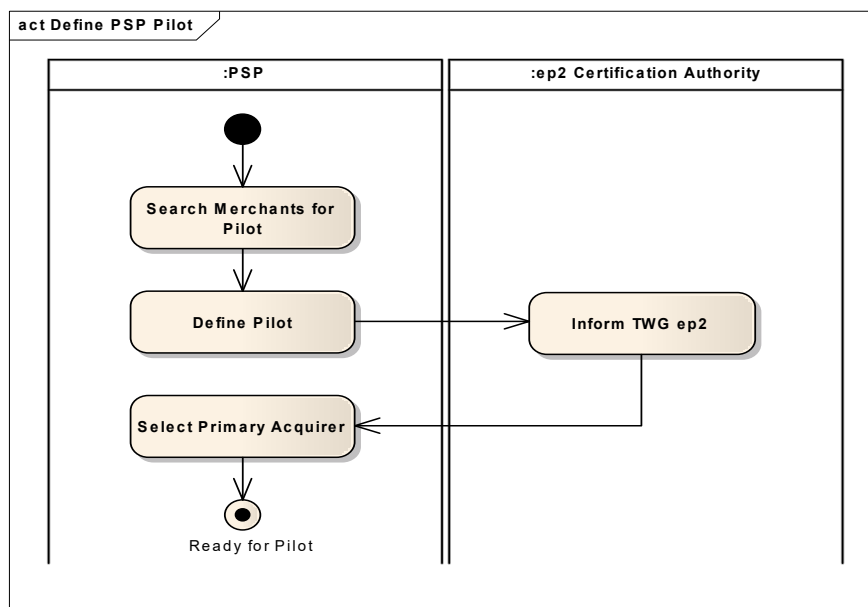 act Define PSP Pilot
:PSP
:ep2 Certification Authority
Search Merchants for
Pilot
Define Pilot
Inform TWG ep2
Select Primary Acquirer
Ready for Pilot